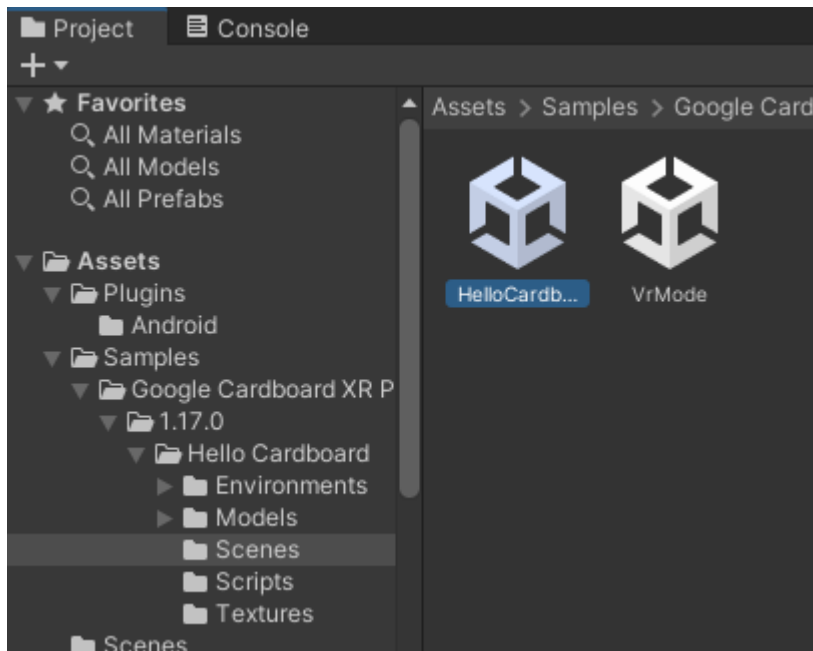 Project
Console
Favorites
All Materials
All Models
All Prefabs
Assets
Plugins
Android
Samples
Google Cardboard XR P
1.17.0
Hello Cardboard
Environments
Models
Scenes
Scripts
Textures
Scenes
Assets > Samples > Google Card
HelloCardb...
VrMode